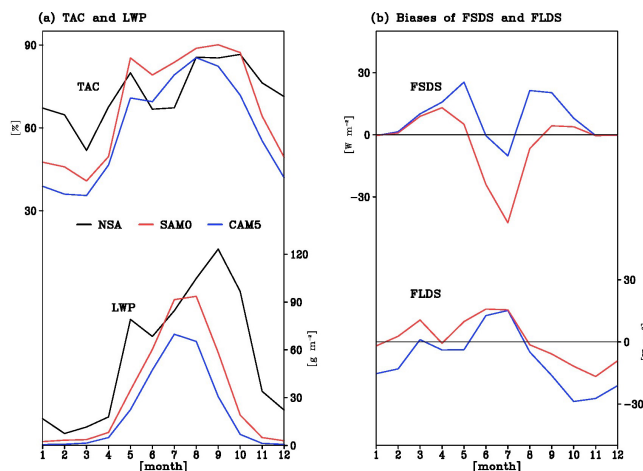 (a) TAC and LWP
(b) Biases of FSDS and FLDS
90
60
30
[%]
TAC
NSA SAM0 CAM5
LWP
120
90
60
30
0
[g m⁻²]
1 2 3 4 5 6 7 8 9 10 11 12
[month]
30
0
−30
[W m⁻²]
FSDS
FLDS
30
0
−30
1 2 3 4 5 6 7 8 9 10 11 12
[month]